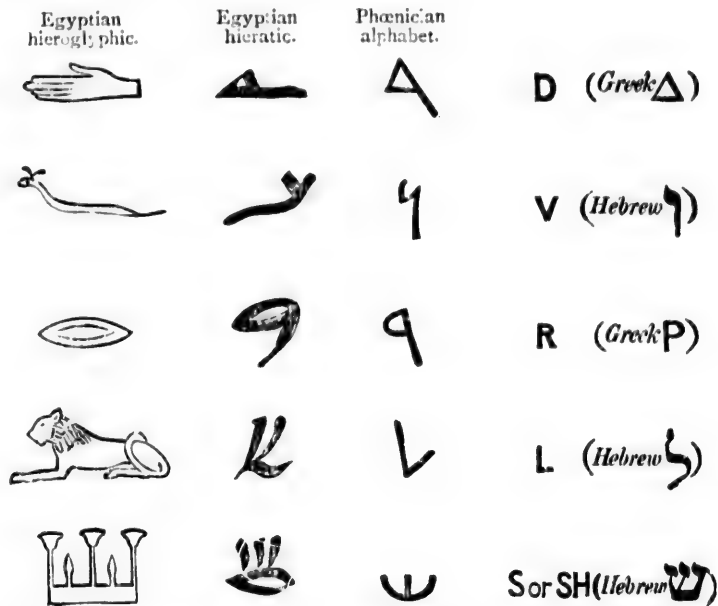 Egyptian hieroglyphic. Egyptian hieratic. Phœnician alphabet.
D (Greek Δ)
V (Hebrew ו)
R (Greek P)
L (Hebrew ל)
S or SH (Hebrew ש)